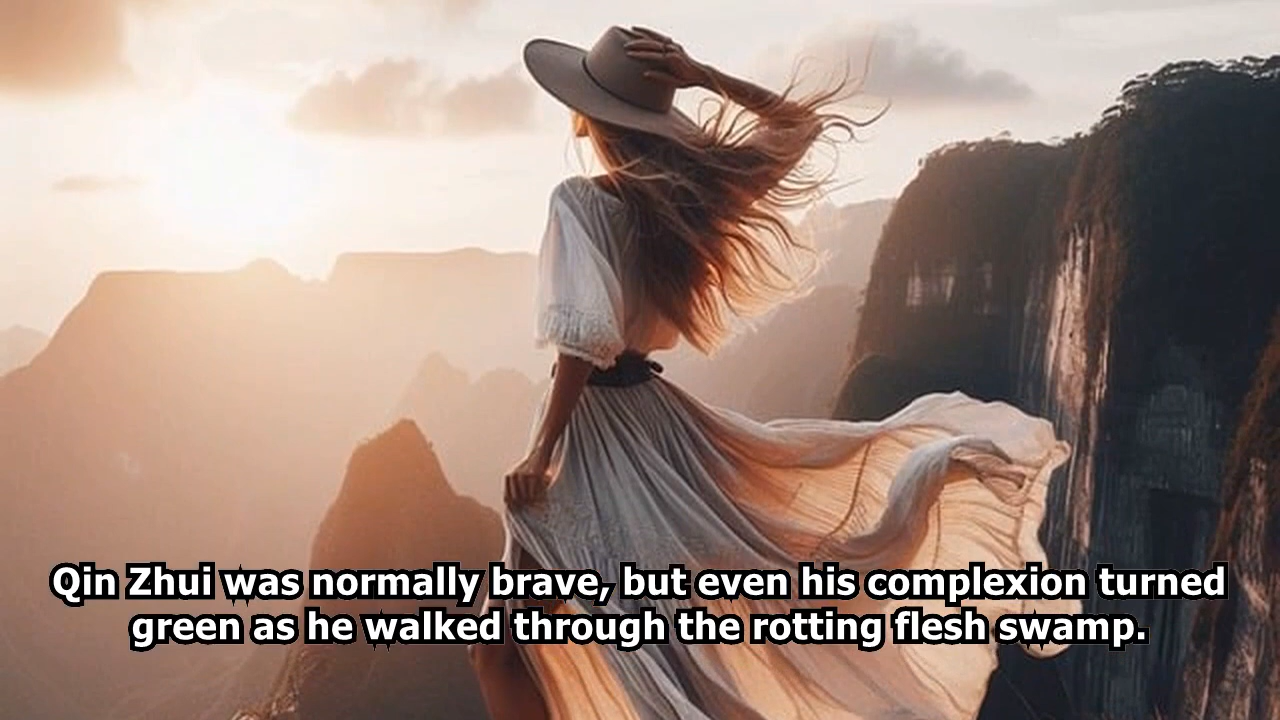 Qin Zhui was normally brave, but even his complexion turned
green as he walked through the rotting flesh swamp.